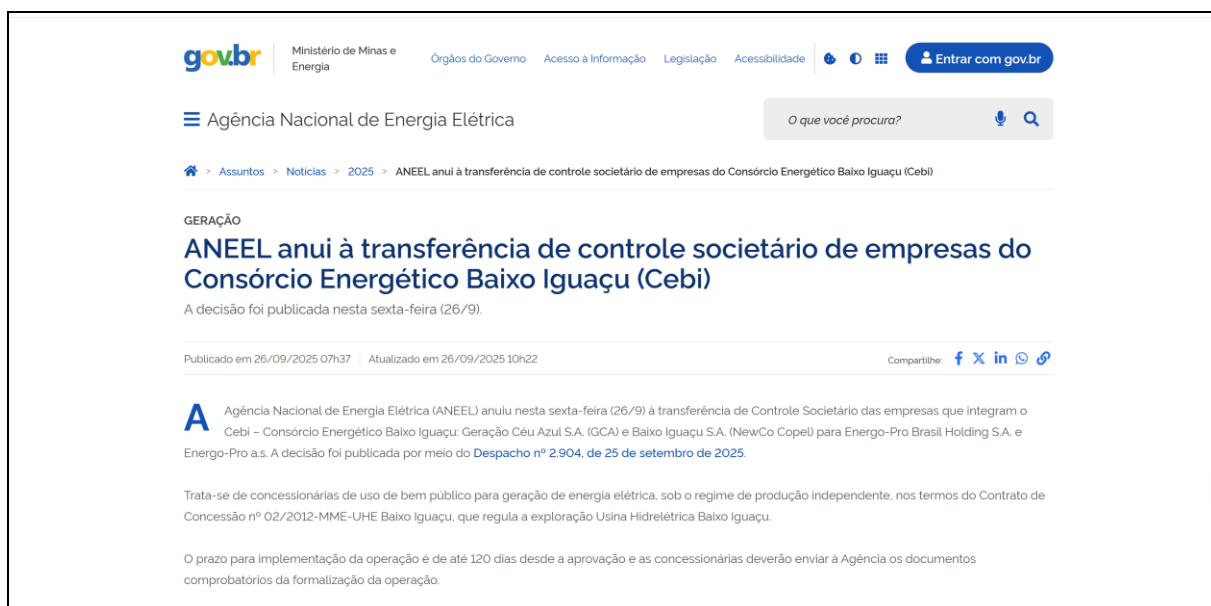 gov.br
Ministério de Minas e
Energia
Órgãos do Governo Acesso à Informação Legislação Acessibilidade
Entrar com gov.br
Agência Nacional de Energia Elétrica
O que você procura?
> Assuntos > Notícias > 2025 > ANEEL anui à transferência de controle societário de empresas do Consórcio Energético Baixo Iguaçu (Cebi)
GERAÇÃO
ANEEL anui à transferência de controle societário de empresas do
Consórcio Energético Baixo Iguaçu (Cebi)
A decisão foi publicada nesta sexta-feira (26/9).
Publicado em 26/09/2025 07h37 Atualizado em 26/09/2025 10h22
Compartilhe:
A Agência Nacional de Energia Elétrica (ANEEL) anuiu nesta sexta-feira (26/9) à transferência de Controle Societário das empresas que integram o
Cebi – Consórcio Energético Baixo Iguaçu: Geração Céu Azul S.A. (GCA) e Baixo Iguaçu S.A. (NewCo Copel) para Energo-Pro Brasil Holding S.A. e
Energo-Pro a.s. A decisão foi publicada por meio do Despacho nº 2.904, de 25 de setembro de 2025.
Trata-se de concessionárias de uso de bem público para geração de energia elétrica, sob o regime de produção independente, nos termos do Contrato de
Concessão nº 02/2012-MME-UHE Baixo Iguaçu, que regula a exploração Usina Hidrelétrica Baixo Iguaçu.
O prazo para implementação da operação é de até 120 dias desde a aprovação e as concessionárias deverão enviar à Agência os documentos
comprobatórios da formalização da operação.